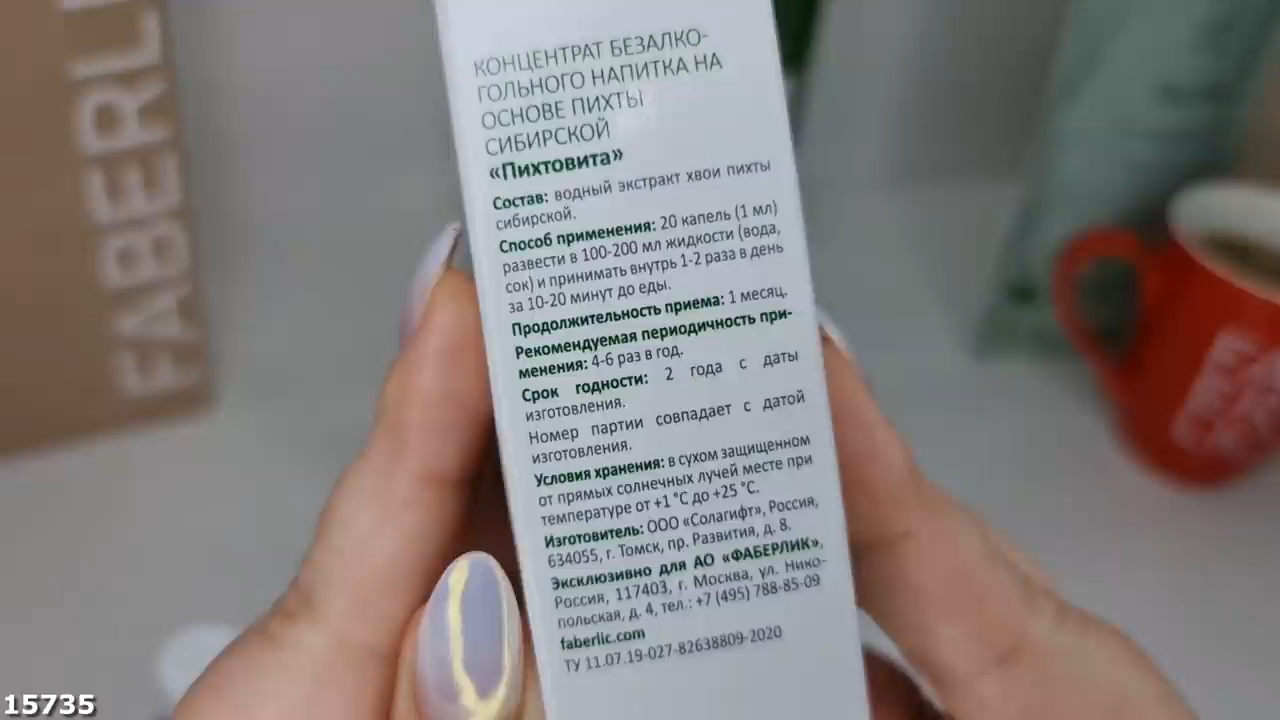 FABERLI
КОНЦЕНТРАТ БЕЗАЛКО-
ГОЛЬНОГО НАПИТКА НА
ОСНОВЕ ПИХТЫ
СИБИРСКОЙ
«Пихтовита»
Состав: водный экстракт хвои пихты
сибирской.
Способ применения: 20 капель (1 мл)
развести в 100-200 мл жидкости (вода,
сок) и принимать внутрь 1-2 раза в день
за 10-20 минут до еды.
Продолжительность приема: 1 месяц.
Рекомендуемая периодичность при-
менения: 4-6 раз в год.
Срок годности: 2 года с даты
изготовления.
Номер партии совпадает с датой
изготовления.
Условия хранения: в сухом защищенном
от прямых солнечных лучей месте при
температуре от +1 °С до +25 °С.
Изготовитель: ООО «Солагифт», Россия,
634055, г. Томск, пр. Развития, д. 8.
Эксклюзивно для АО «ФАБЕРЛИК»,
Россия, 117403, г. Москва, ул. Нико-
польская, д. 4, тел.: +7 (495) 788-85-09
faberlic.com
ТУ 11.07.19-027-82638809-2020
15735